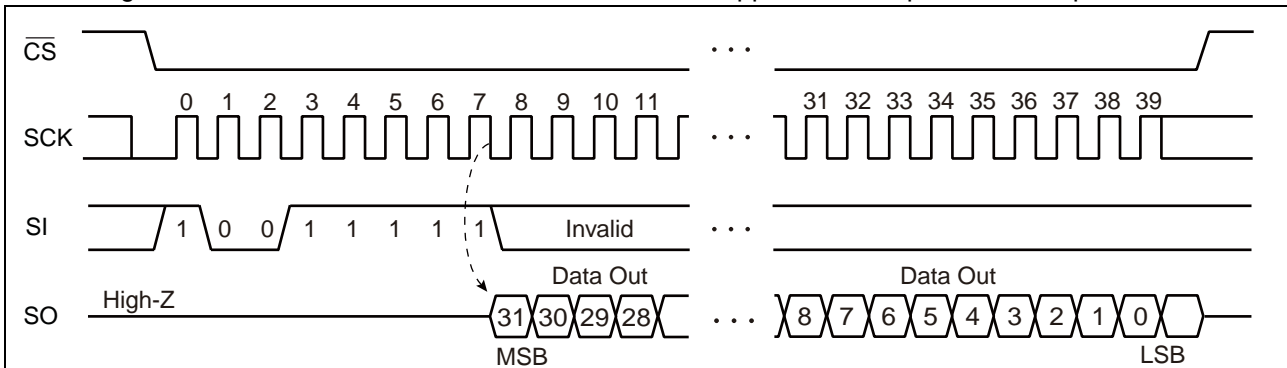 CS
0 1 2 3 4 5 6 7 8 9 10 11 31 32 33 34 35 36 37 38 39
SCK
SI 1 0 0 1 1 1 1 1 Invalid
Data Out Data Out
High-Z
SO 31 30 29 28 8 7 6 5 4 3 2 1 0
MSB LSB